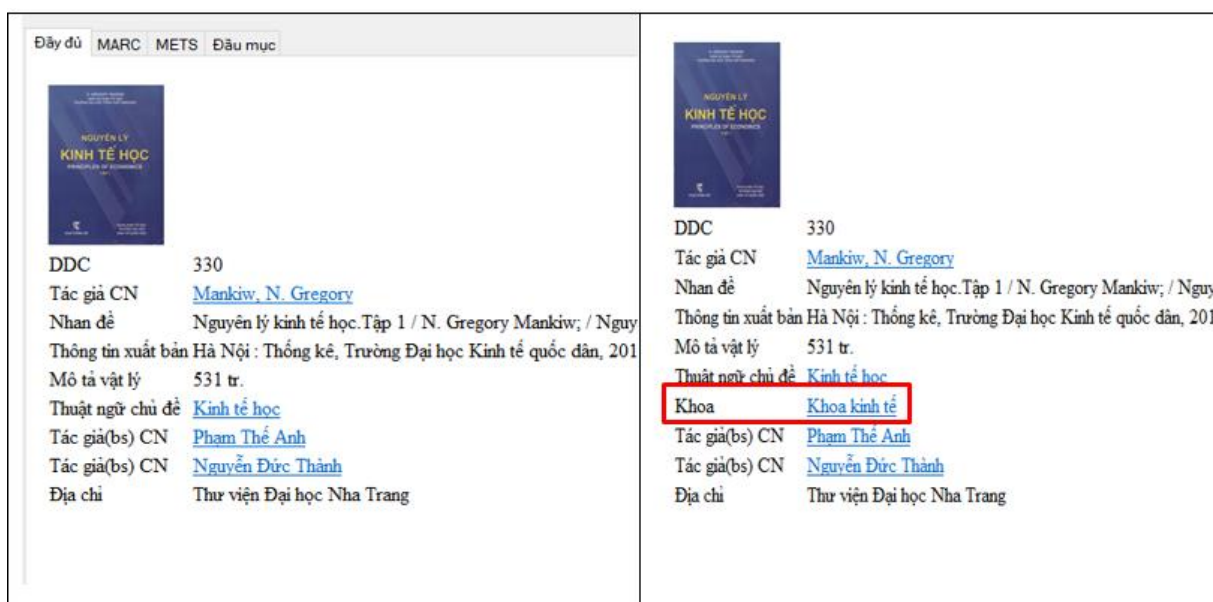 Đầy đủ MARC METS Đầu mục
NGUYÊN LÝ
KINH TẾ HỌC
PRINCIPLES OF ECONOMICS
DDC 330
Tác giả CN Mankiw, N. Gregory
Nhan đề Nguyên lý kinh tế học.Tập 1 / N. Gregory Mankiw; / Nguy
Thông tin xuất bản Hà Nội : Thống kê, Trường Đại học Kinh tế quốc dân, 201
Mô tả vật lý 531 tr.
Thuật ngữ chủ đề Kinh tế học
Tác giả(bs) CN Phạm Thế Anh
Tác giả(bs) CN Nguyễn Đức Thành
Địa chỉ Thư viện Đại học Nha Trang
NGUYÊN LÝ
KINH TẾ HỌC
PRINCIPLES OF ECONOMICS
DDC 330
Tác giả CN Mankiw, N. Gregory
Nhan đề Nguyên lý kinh tế học.Tập 1 / N. Gregory Mankiw; / Nguy
Thông tin xuất bản Hà Nội : Thống kê, Trường Đại học Kinh tế quốc dân, 201
Mô tả vật lý 531 tr.
Thuật ngữ chủ đề Kinh tế học
Khoa Khoa kinh tế
Tác giả(bs) CN Phạm Thế Anh
Tác giả(bs) CN Nguyễn Đức Thành
Địa chỉ Thư viện Đại học Nha Trang